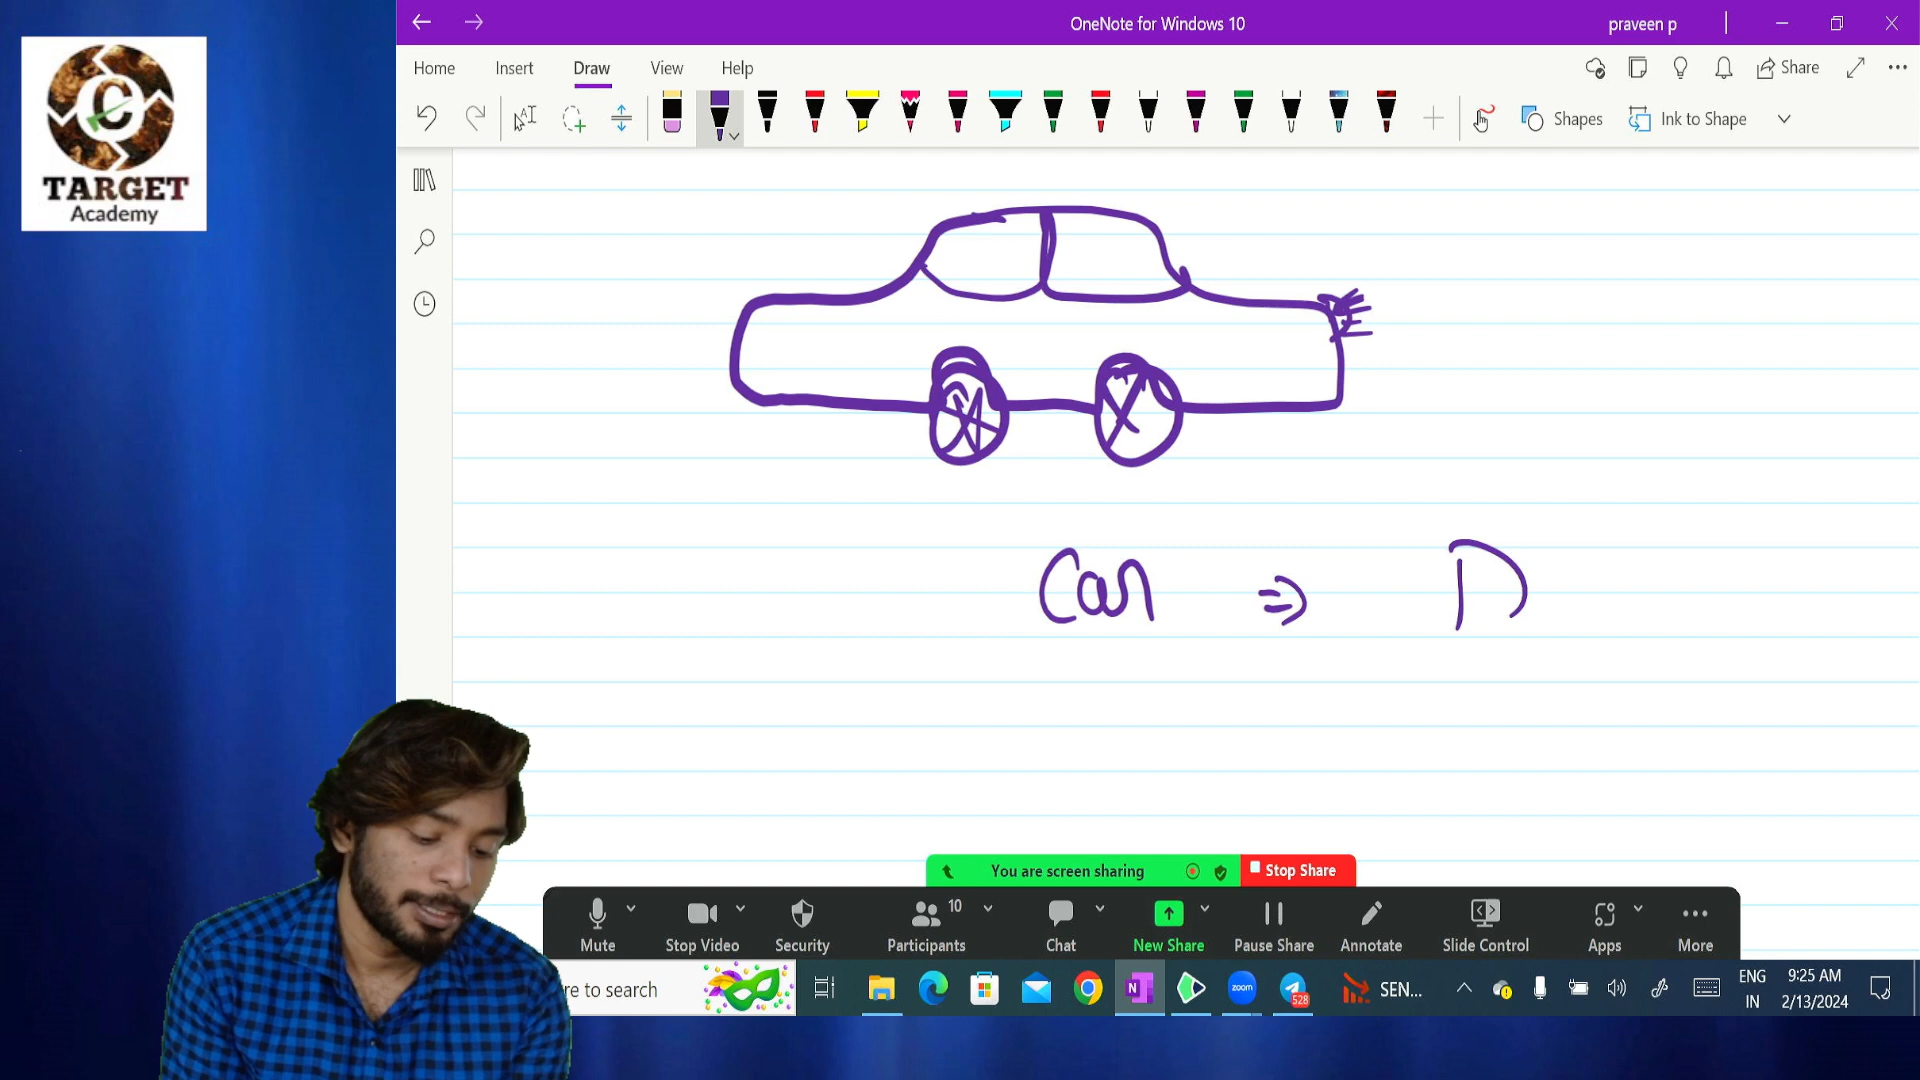 TARGET
Academy
OneNote for Windows 10
praveen p
Home Insert Draw View Help
Share
Shapes
Ink to Shape
Car ⇒ D
You are screen sharing
Stop Share
10
Mute
Stop Video
Security
Participants
Chat
New Share
Pause Share
Annotate
Slide Control
Apps
More
re to search
N
zoom
528
SEN...
ENG
IN
9:25 AM
2/13/2024